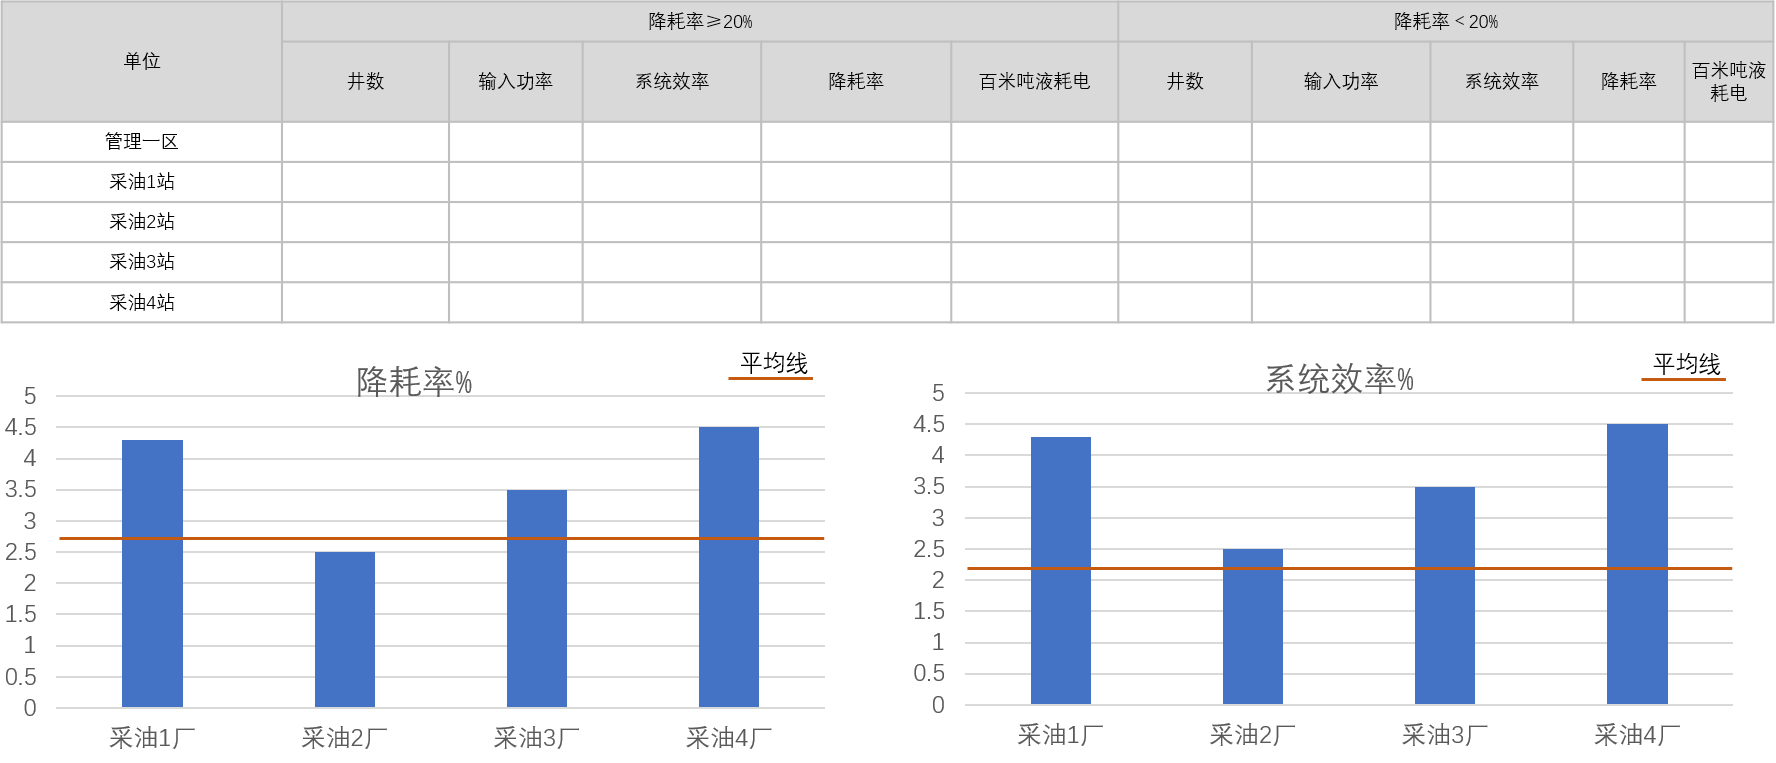 单位
降耗率≥20%
降耗率＜20%
井数
输入功率
系统效率
降耗率
百米吨液耗电
井数
输入功率
系统效率
降耗率
百米吨液
耗电
管理一区
采油1站
采油2站
采油3站
采油4站
降耗率%
平均线
5
4.5
4
3.5
3
2.5
2
1.5
1
0.5
0
采油1厂
采油2厂
采油3厂
采油4厂
系统效率%
平均线
5
4.5
4
3.5
3
2.5
2
1.5
1
0.5
0
采油1厂
采油2厂
采油3厂
采油4厂